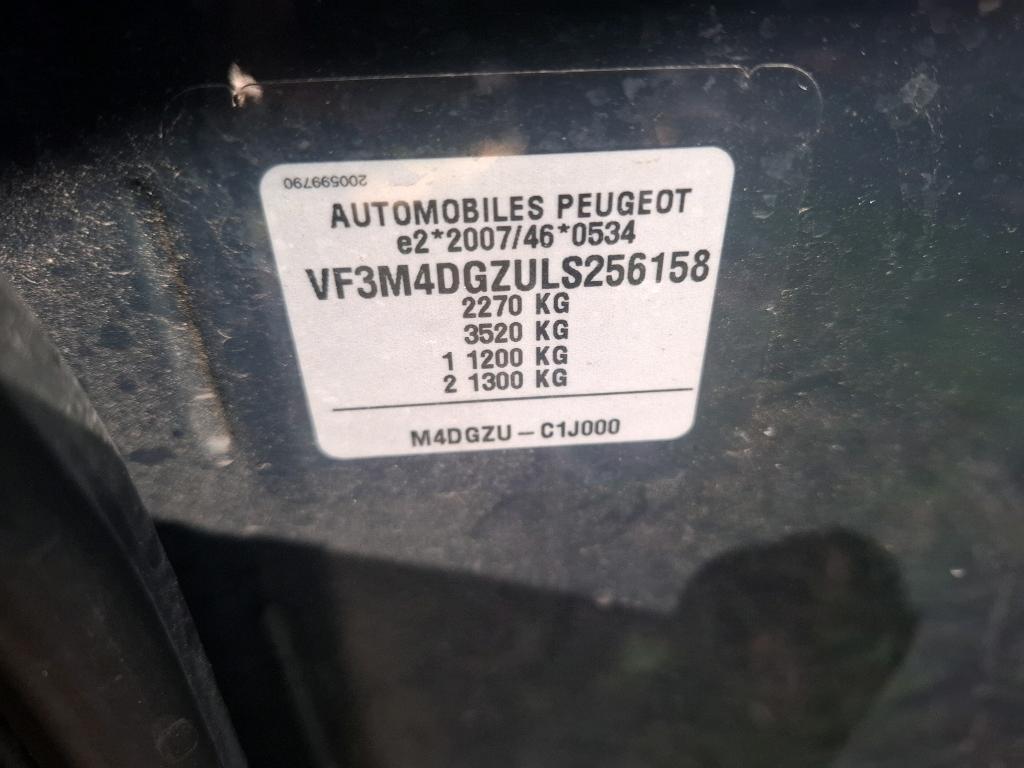 200599790
AUTOMOBILES PEUGEOT
e2*2007/46*0534
VF3M4DGZULS256158
2270 KG
3520 KG
1 1200 KG
2 1300 KG
M4DGZU – C1J000